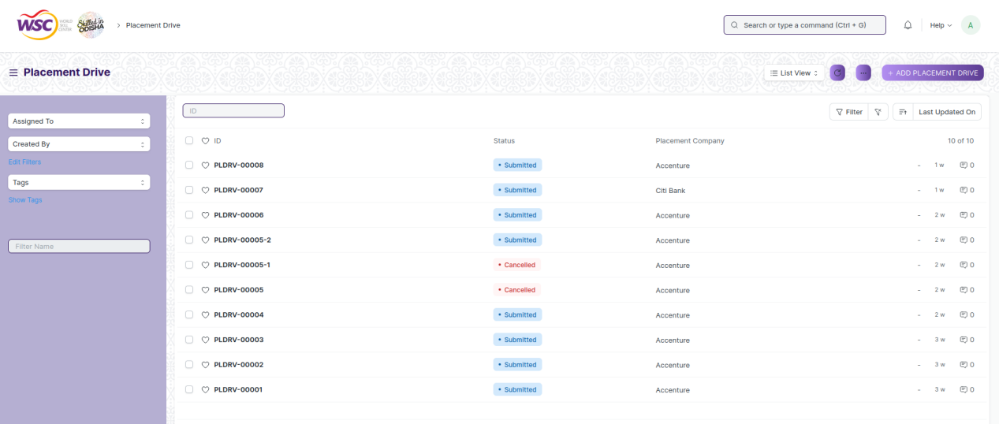 WSC WORLD SKILL CENTER Skilled in ODISHA > Placement Drive Search or type a command (Ctrl + G) Help A
Placement Drive List View ... + ADD PLACEMENT DRIVE
Assigned To
Created By
Edit Filters
Tags
Show Tags
Filter Name
ID Filter Last Updated On
ID Status Placement Company 10 of 10
PLDRV-00008 • Submitted Accenture - 1 w 0
PLDRV-00007 • Submitted Citi Bank - 1 w 0
PLDRV-00006 • Submitted Accenture - 2 w 0
PLDRV-00005-2 • Submitted Accenture - 2 w 0
PLDRV-00005-1 • Cancelled Accenture - 2 w 0
PLDRV-00005 • Cancelled Accenture - 2 w 0
PLDRV-00004 • Submitted Accenture - 2 w 0
PLDRV-00003 • Submitted Accenture - 3 w 0
PLDRV-00002 • Submitted Accenture - 3 w 0
PLDRV-00001 • Submitted Accenture - 3 w 0